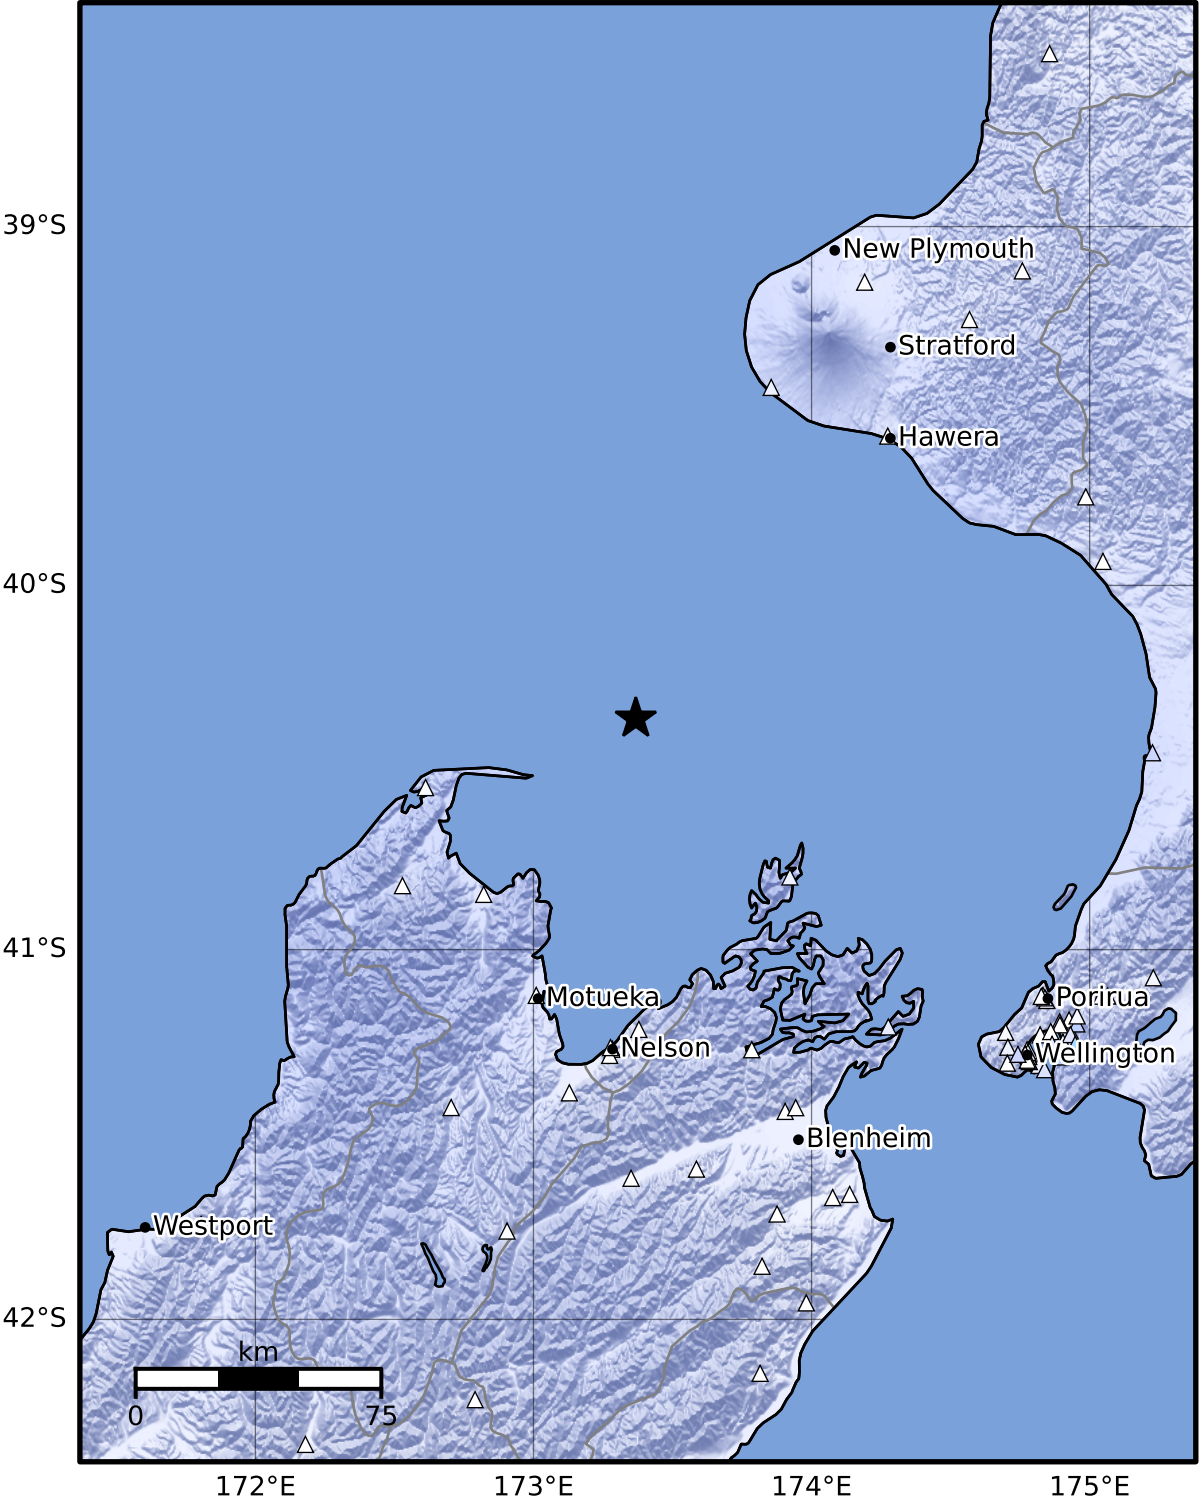 39°S
New Plymouth
Stratford
Hawera
40°S
41°S
Motueka
Porirua
Nelson
Wellington
Blenheim
Westport
42°S
km
0
75
172°E
173°E
174°E
175°E